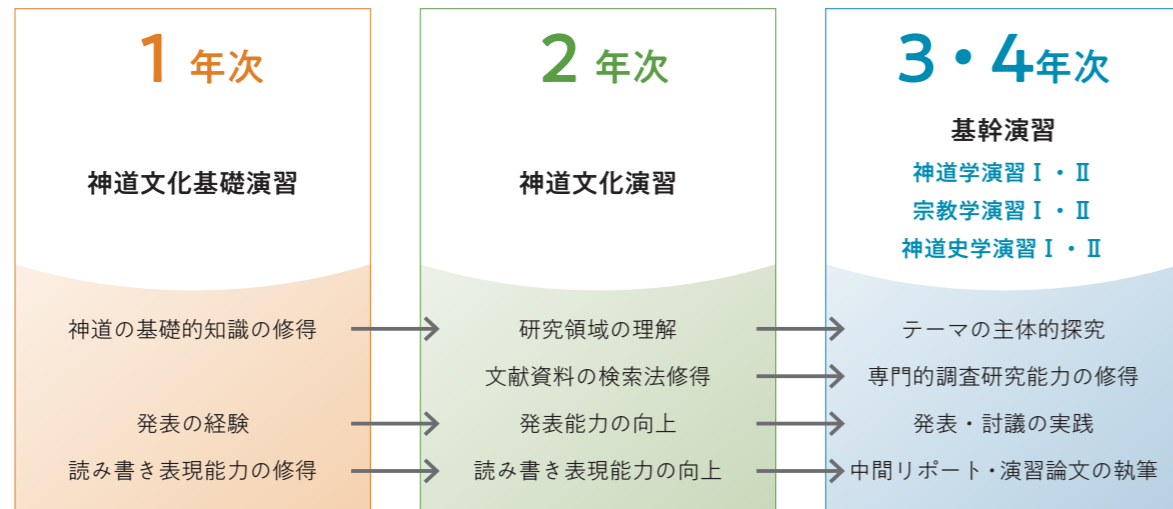 1 年次
神道文化基礎演習
神道の基礎的知識の修得
発表の経験
読み書き表現能力の修得
2 年次
神道文化演習
研究領域の理解
文献資料の検索法修得
発表能力の向上
読み書き表現能力の向上
3・4年次
基幹演習
神道学演習Ⅰ・Ⅱ
宗教学演習Ⅰ・Ⅱ
神道史学演習Ⅰ・Ⅱ
テーマの主体的探究
専門的調査研究能力の修得
発表・討議の実践
中間リポート・演習論文の執筆